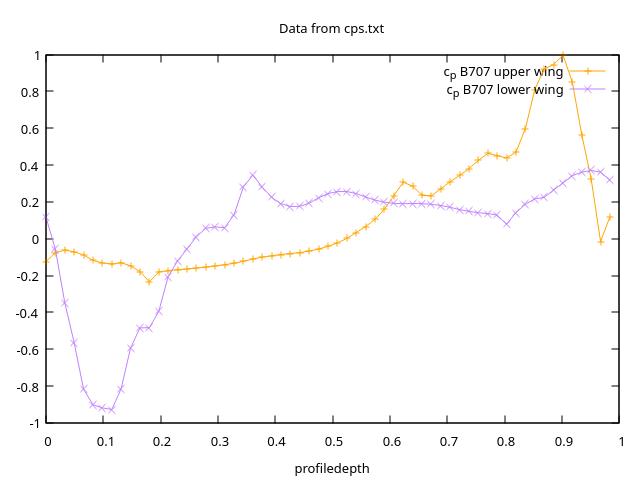 Data from cps.txt
cp B707 upper wing
cp B707 lower wing
1
0.8
0.6
0.4
0.2
0
-0.2
-0.4
-0.6
-0.8
-1
0 0.1 0.2 0.3 0.4 0.5 0.6 0.7 0.8 0.9 1
profiledepth